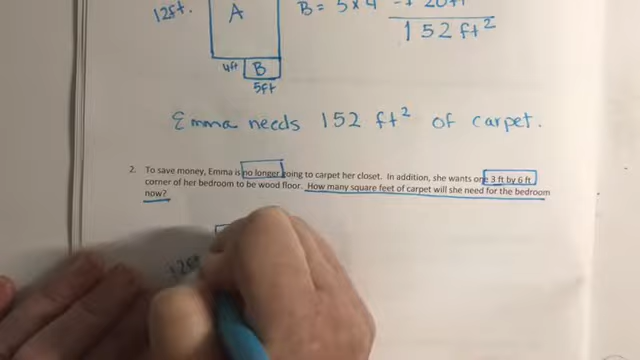 12ft. A B = 5 x 4 + 20ft
152 ft²
4ft B
5ft
Emma needs 152 ft² of carpet.
2. To save money, Emma is no longer going to carpet her closet. In addition, she wants one 3 ft by 6 ft
corner of her bedroom to be wood floor. How many square feet of carpet will she need for the bedroom
now?
12ft